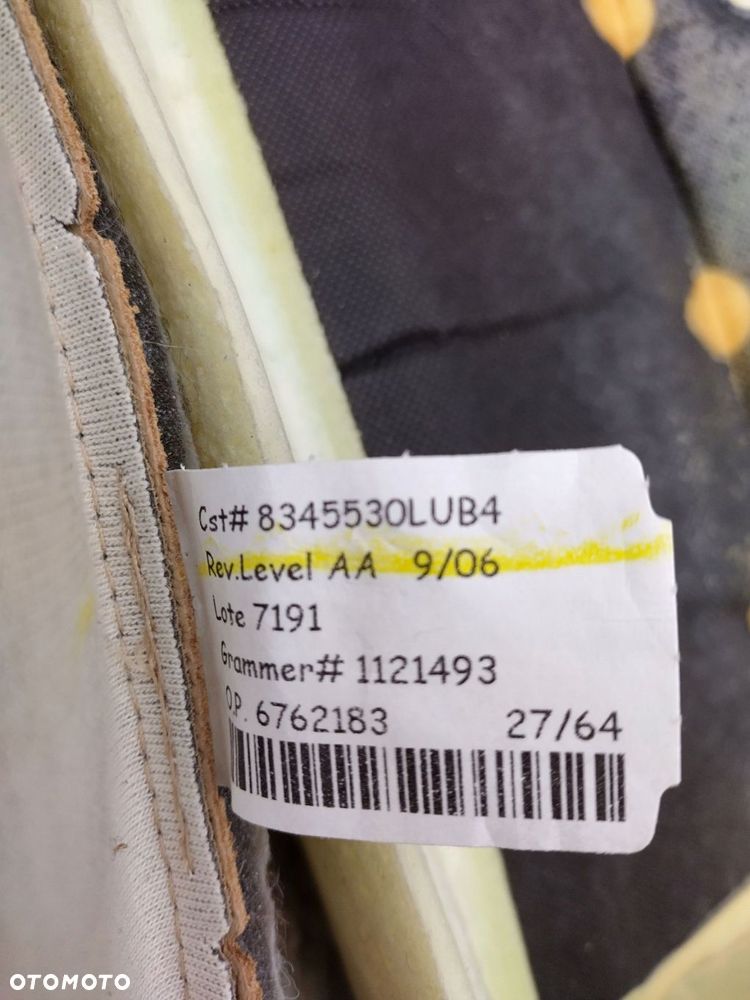 Cst# 8345530LUB4
Rev.Level AA 9/06
Lote 7191
Grammer# 1121493
O.P. 6762183 27/64
OTOMOTO